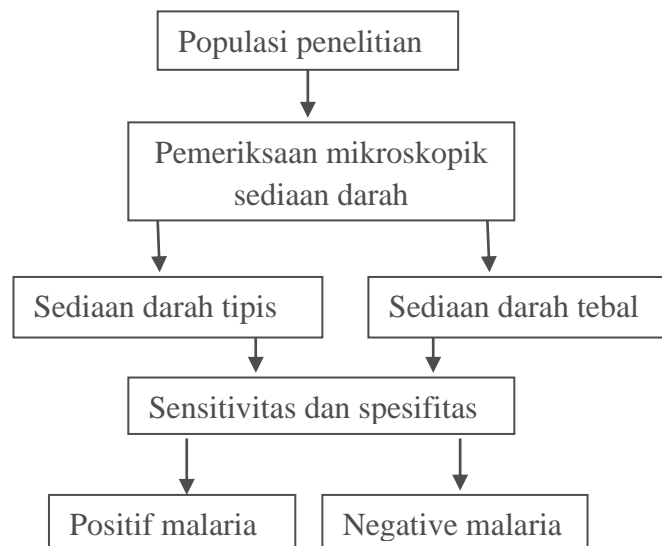 Populasi penelitian
Pemeriksaan mikroskopik
sediaan darah
Sediaan darah tipis
Sediaan darah tebal
Sensitivitas dan spesifitas
Positif malaria
Negative malaria